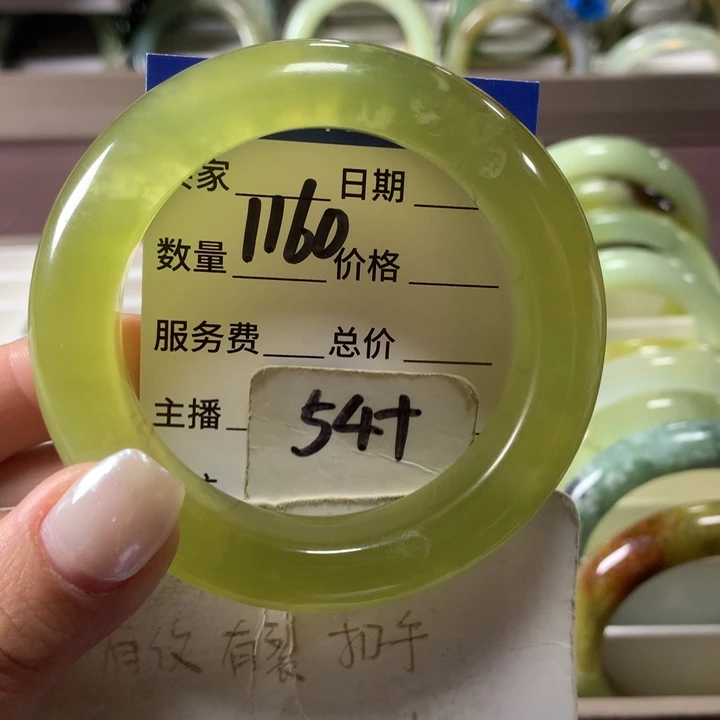 家 日期
1160
数量 价格
服务费 总价
主播
54+
有纹 有裂 扣手